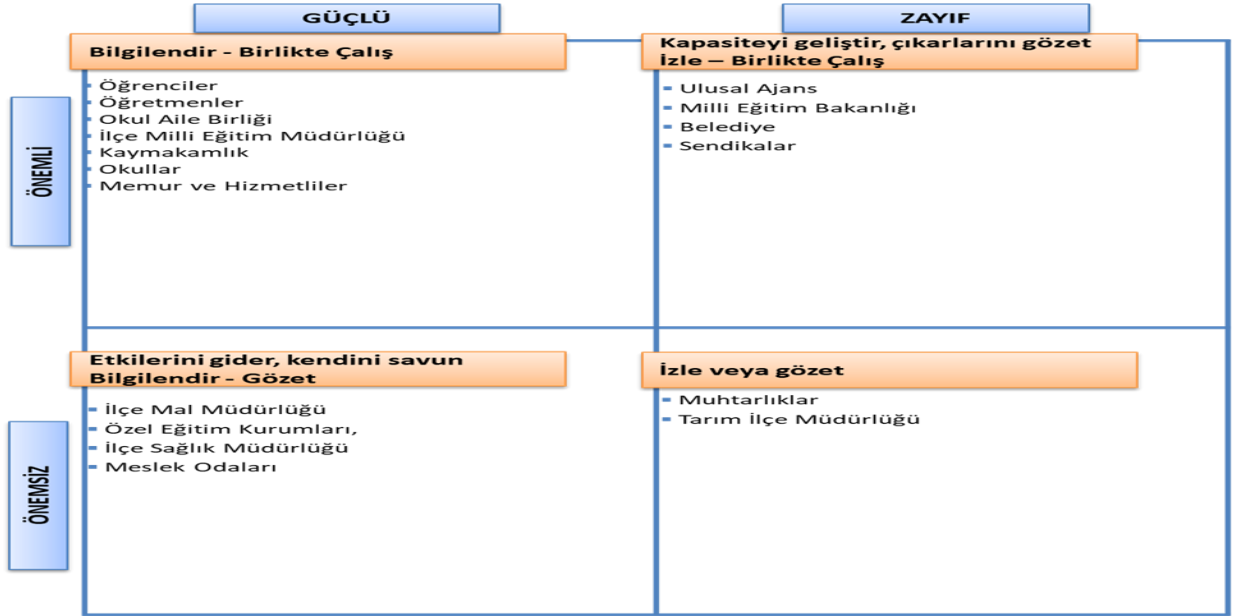 GÜÇLÜ
ZAYIF
ÖNEMLİ
Bilgilendir - Birlikte Çalış
Öğrenciler
Öğretmenler
Okul Aile Birliği
İlçe Milli Eğitim Müdürlüğü
Kaymakamlık
Okullar
Memur ve Hizmetliler
Kapasiteyi geliştir, çıkarlarını gözet
İzle – Birlikte Çalış
Ulusal Ajans
Milli Eğitim Bakanlığı
Belediye
Sendikalar
ÖNEMSİZ
Etkilerini gider, kendini savun
Bilgilendir - Gözet
İlçe Mal Müdürlüğü
Özel Eğitim Kurumları,
İlçe Sağlık Müdürlüğü
Meslek Odaları
İzle veya gözet
Muhtarlıklar
Tarım İlçe Müdürlüğü